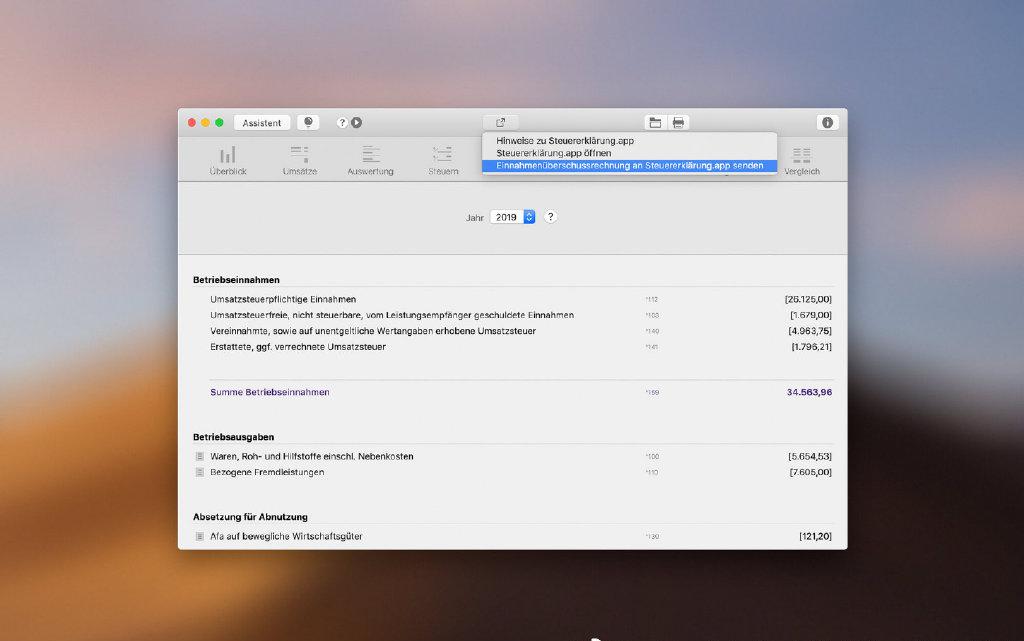 Assistent
?
Hinweise zu Steuererklärung.app
Steuererklärung.app öffnen
Einnahmenüberschussrechnung an Steuererklärung.app senden
Überblick
Umsätze
Auswertung
Steuern
Vergleich
Jahr 2019 ?
Betriebseinnahmen
Umsatzsteuerpflichtige Einnahmen *112 [26.125,00]
Umsatzsteuerfreie, nicht steuerbare, vom Leistungsempfänger geschuldete Einnahmen *103 [1.679,00]
Vereinnahmte, sowie auf unentgeltliche Wertangaben erhobene Umsatzsteuer *140 [4.963,75]
Erstattete, ggf. verrechnete Umsatzsteuer *141 [1.796,21]
Summe Betriebseinnahmen *159 34.563,96
Betriebsausgaben
Waren, Roh- und Hilfstoffe einschl. Nebenkosten *100 [5.654,53]
Bezogene Fremdleistungen *110 [7.605,00]
Absetzung für Abnutzung
Afa auf bewegliche Wirtschaftsgüter *130 [121,20]